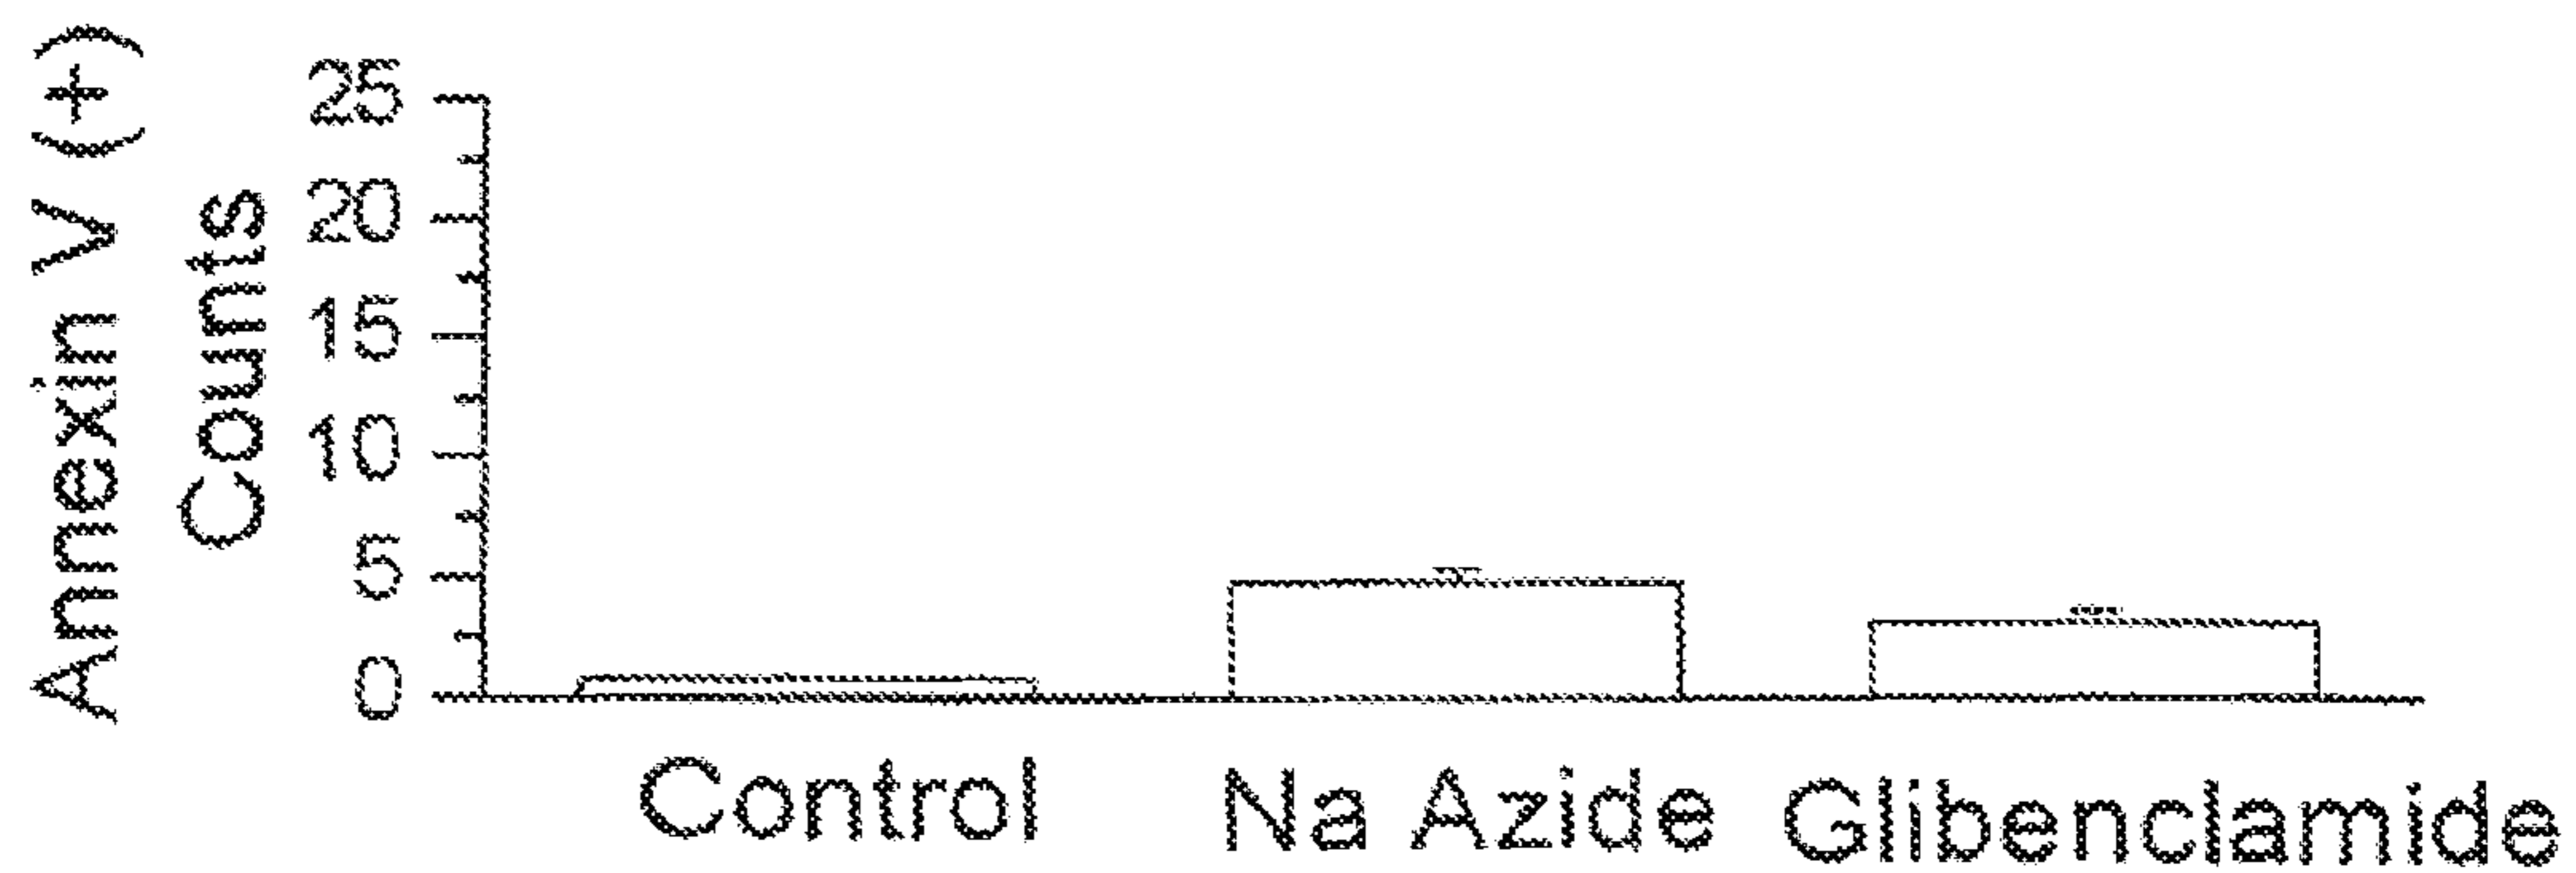 Annexin V (+)
Counts
25
20
15
10
5
0
Control Na Azide Glibenclamide